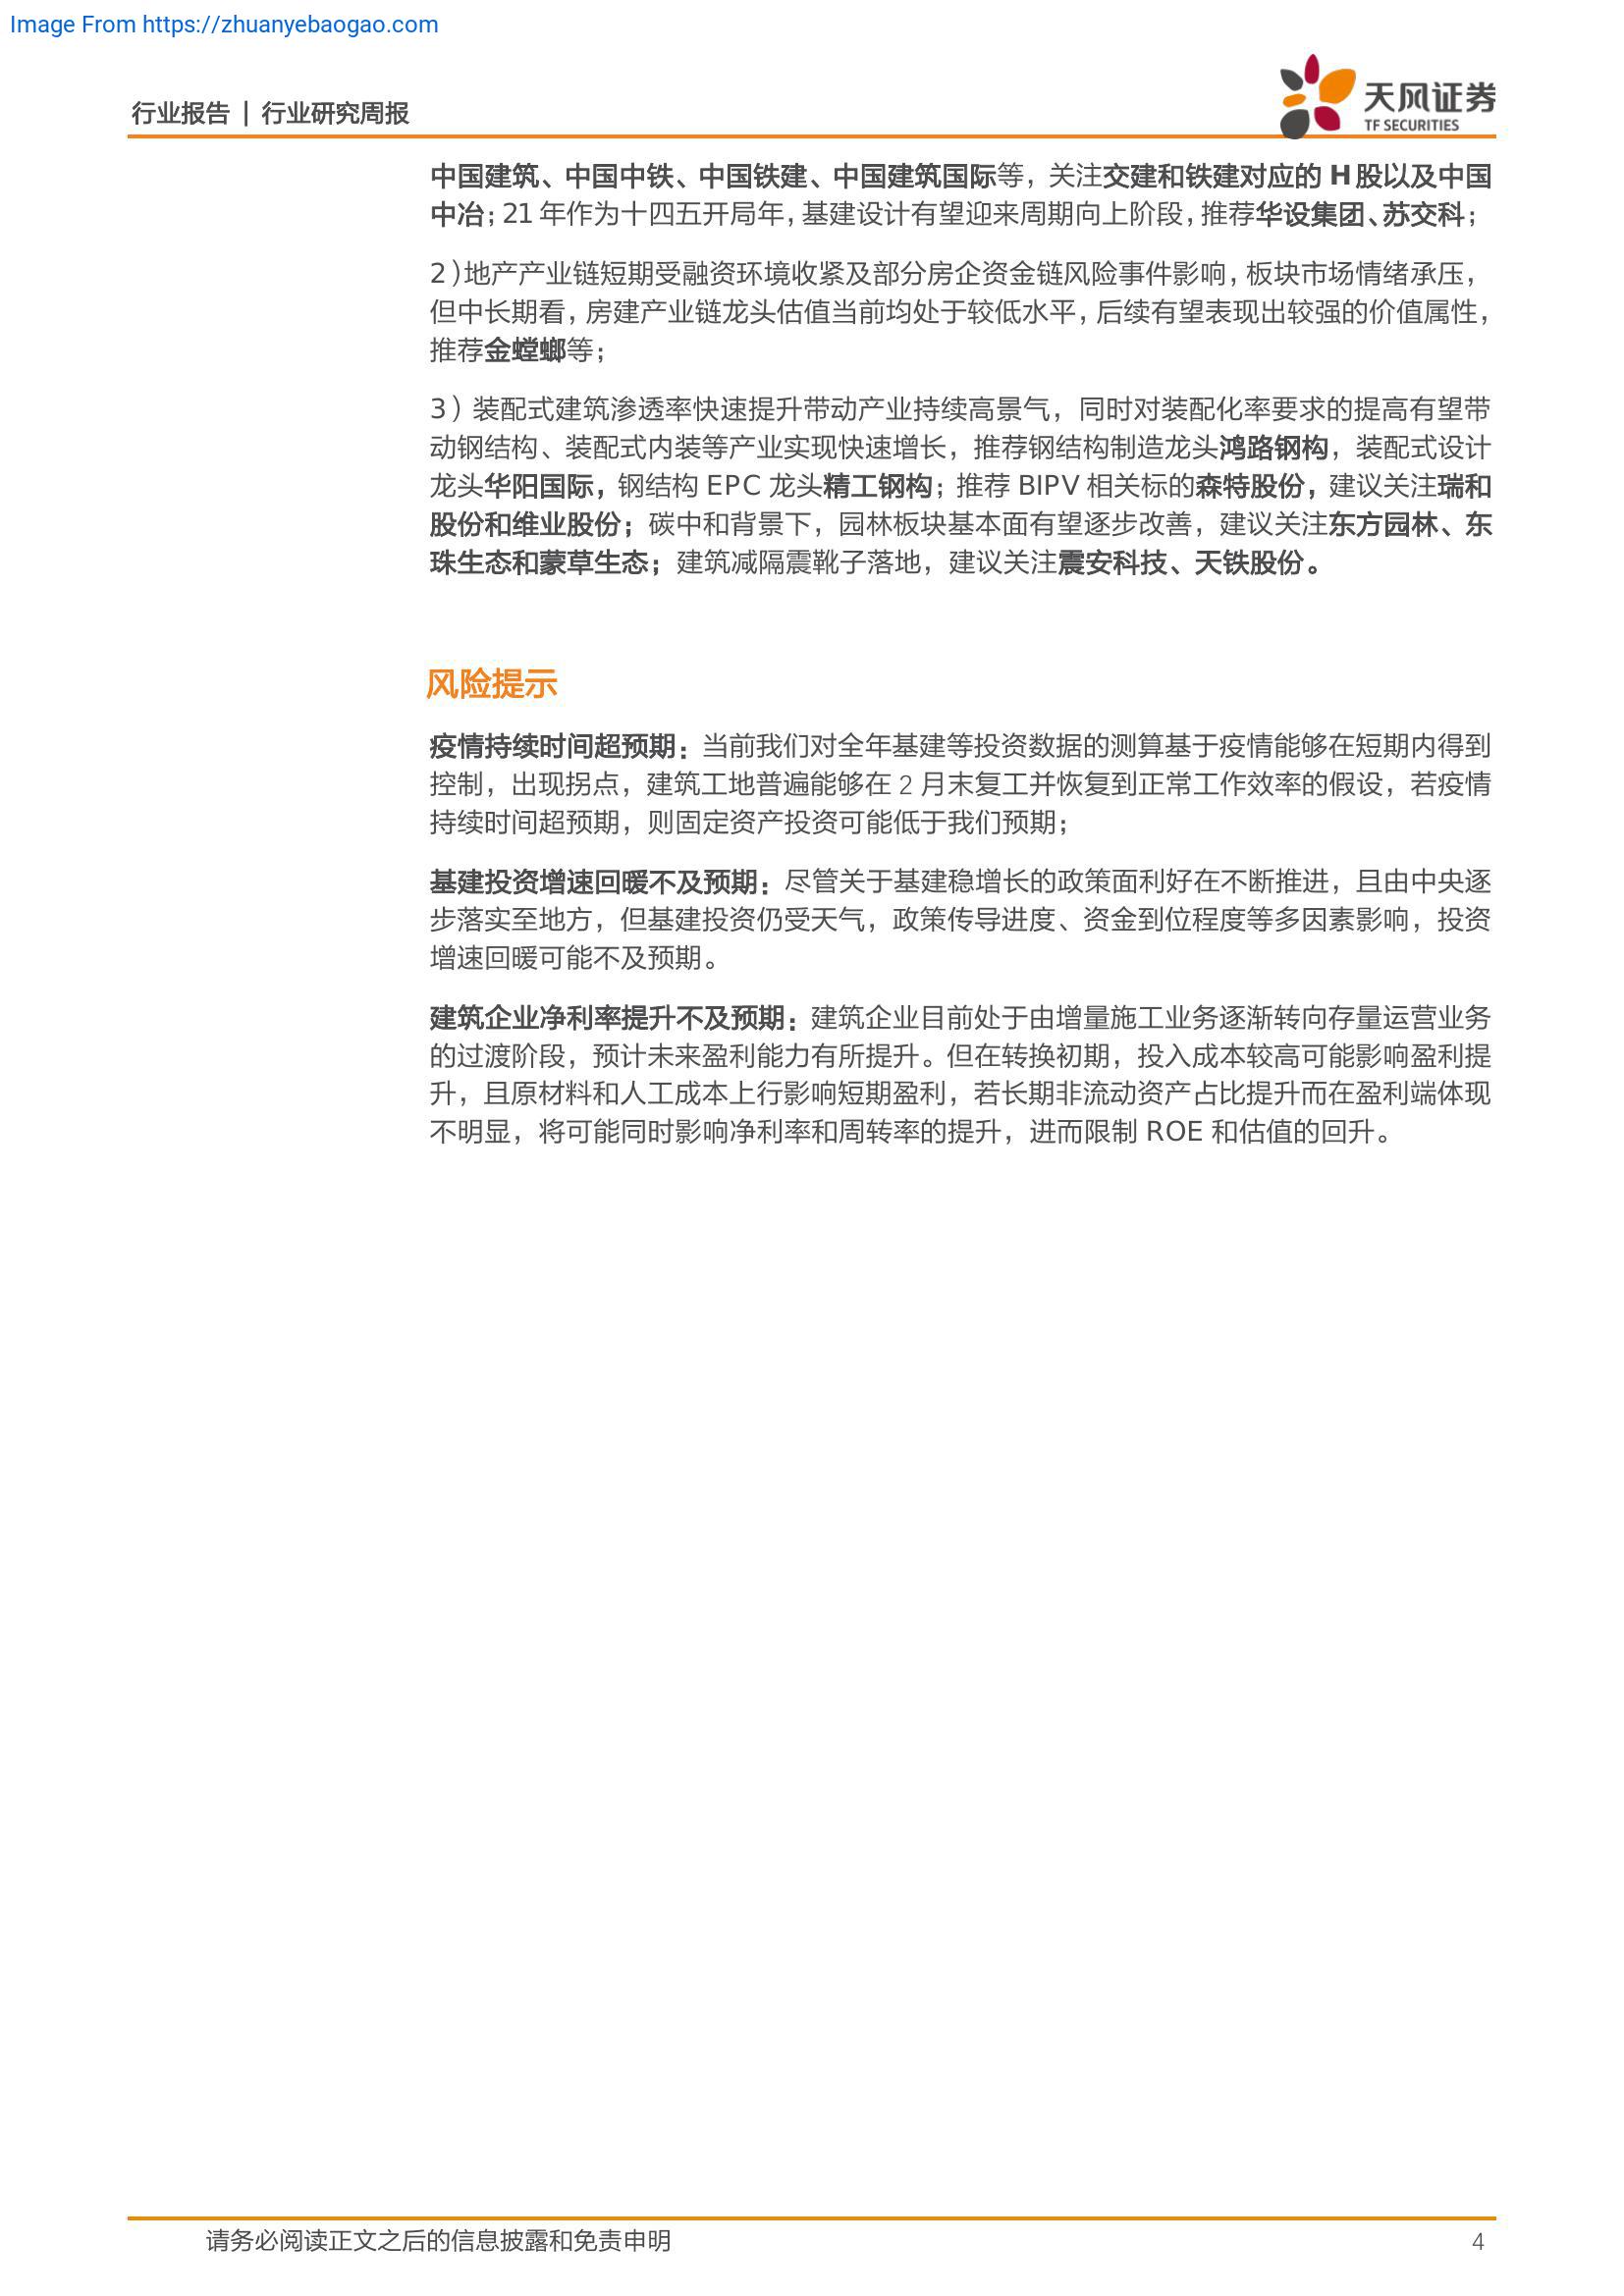 Image From https://zhuanyebaogao.com
行业报告 | 行业研究周报
天风证券
TF SECURITIES
中国建筑、中国中铁、中国铁建、中国建筑国际等，关注交建和铁建对应的 H 股以及中国
中冶；21 年作为十四五开局年，基建设计有望迎来周期向上阶段，推荐华设集团、苏交科；
2）地产产业链短期受融资环境收紧及部分房企资金链风险事件影响，板块市场情绪承压，
但中长期看，房建产业链龙头估值当前均处于较低水平，后续有望表现出较强的价值属性，
推荐金螳螂等；
3）装配式建筑渗透率快速提升带动产业持续高景气，同时对装配化率要求的提高有望带
动钢结构、装配式内装等产业实现快速增长，推荐钢结构制造龙头鸿路钢构，装配式设计
龙头华阳国际，钢结构 EPC 龙头精工钢构；推荐 BIPV 相关标的森特股份，建议关注瑞和
股份和维业股份；碳中和背景下，园林板块基本面有望逐步改善，建议关注东方园林、东
珠生态和蒙草生态；建筑减隔震靴子落地，建议关注震安科技、天铁股份。
风险提示
疫情持续时间超预期：当前我们对全年基建等投资数据的测算基于疫情能够在短期内得到
控制，出现拐点，建筑工地普遍能够在 2 月末复工并恢复到正常工作效率的假设，若疫情
持续时间超预期，则固定资产投资可能低于我们预期；
基建投资增速回暖不及预期：尽管关于基建稳增长的政策面利好在不断推进，且由中央逐
步落实至地方，但基建投资仍受天气，政策传导进度、资金到位程度等多因素影响，投资
增速回暖可能不及预期。
建筑企业净利率提升不及预期：建筑企业目前处于由增量施工业务逐渐转向存量运营业务
的过渡阶段，预计未来盈利能力有所提升。但在转换初期，投入成本较高可能影响盈利提
升，且原材料和人工成本上行影响短期盈利，若长期非流动资产占比提升而在盈利端体现
不明显，将可能同时影响净利率和周转率的提升，进而限制 ROE 和估值的回升。
请务必阅读正文之后的信息披露和免责申明
4